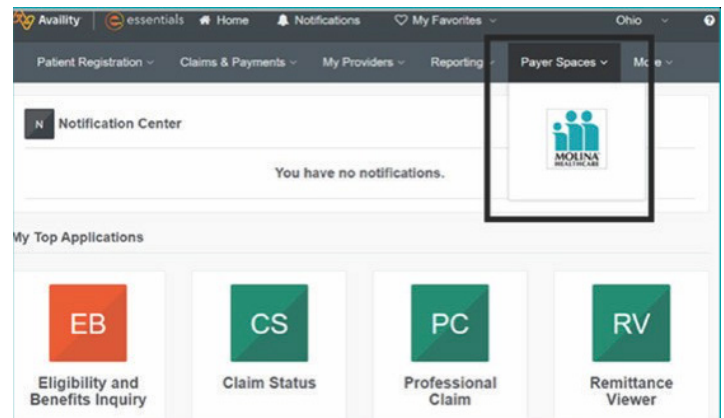 Availity essentials Home Notifications My Favorites Ohio ?
Patient Registration Claims & Payments My Providers Reporting Payer Spaces More
N Notification Center
MOLINA
HEALTHCARE
You have no notifications.
My Top Applications
EB CS PC RV
Eligibility and Claim Status Professional Remittance
Benefits Inquiry Claim Viewer